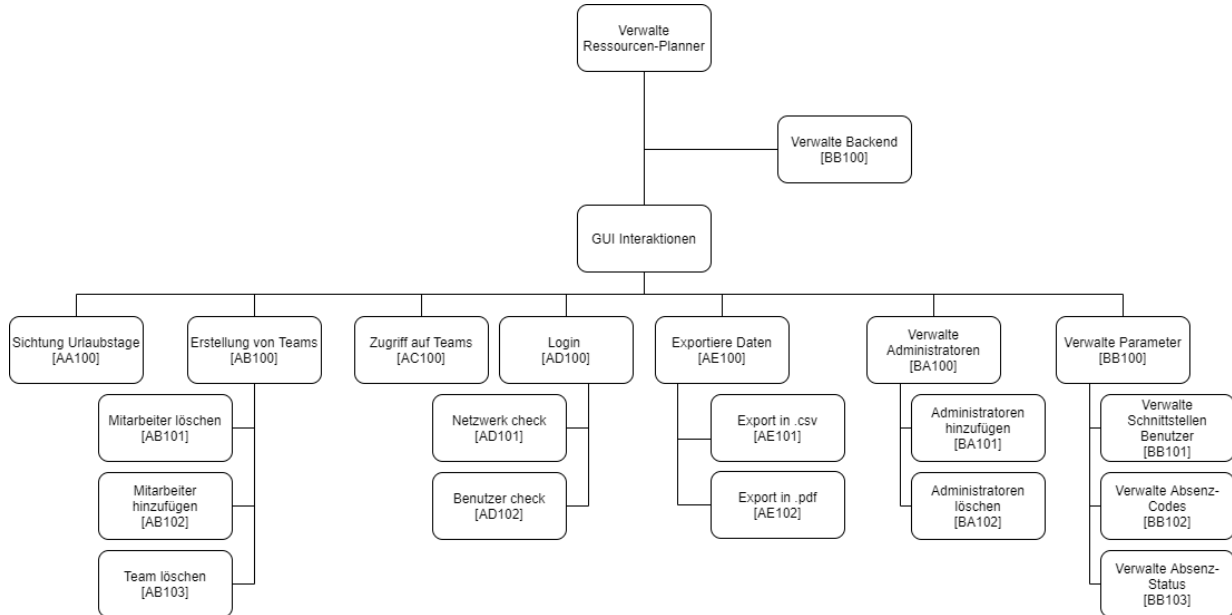 Verwalte
Ressourcen-Planner
Verwalte Backend
[BB100]
GUI Interaktionen
Sichtung Urlaubstage
[AA100]
Erstellung von Teams
[AB100]
Zugriff auf Teams
[AC100]
Login
[AD100]
Exportiere Daten
[AE100]
Verwalte
Administratoren
[BA100]
Verwalte Parameter
[BB100]
Mitarbeiter löschen
[AB101]
Mitarbeiter
hinzufügen
[AB102]
Team löschen
[AB103]
Netzwerk check
[AD101]
Benutzer check
[AD102]
Export in .csv
[AE101]
Export in .pdf
[AE102]
Administratoren
hinzufügen
[BA101]
Administratoren
löschen
[BA102]
Verwalte
Schnittstellen
Benutzer
[BB101]
Verwalte Absenz-
Codes
[BB102]
Verwalte Absenz-
Status
[BB103]